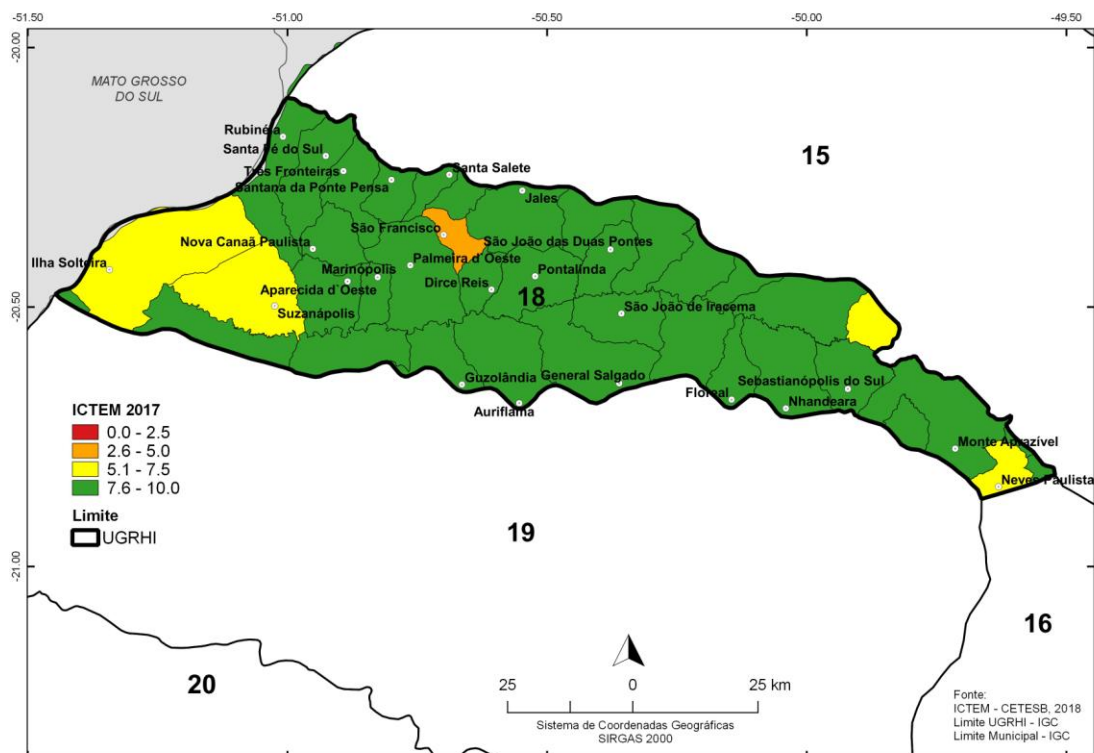 -51.50
-51.00
-50.50
-50.00
-49.50
-20.00
-20.50
-21.00
MATO GROSSO
DO SUL
15
Rubinéia
Santa Fé do Sul
Três Fronteiras
Santana da Ponte Pensa
Santa Salete
Jales
São Francisco
Nova Canaã Paulista
São João das Duas Pontes
Palmeira d'Oeste
Ilha Solteira
Marinópolis
Pontalinda
Aparecida d'Oeste
Dirce Reis
18
Suzanápolis
São João de Iracema
Guzolândia
General Salgado
Auriflama
Floreal
Sebastianópolis do Sul
Nhandeara
Monte Aprazível
Neves Paulista
ICTEM 2017
0.0 - 2.5
2.6 - 5.0
5.1 - 7.5
7.6 - 10.0
Limite
UGRHI
19
16
20
25
0
25 km
Sistema de Coordenadas Geográficas
SIRGAS 2000
Fonte:
ICTEM - CETESB, 2018
Limite UGRHI - IGC
Limite Municipal - IGC